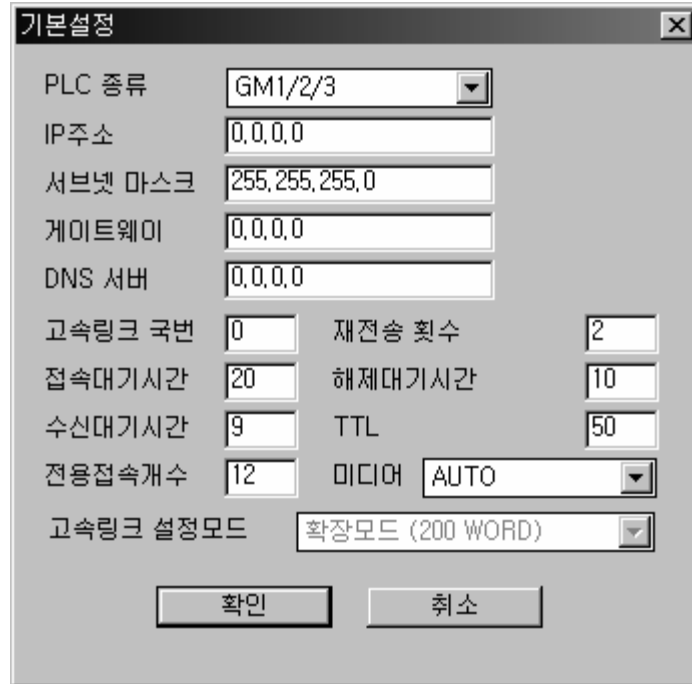 기본설정
PLC 종류 GM1/2/3
IP주소 0,0,0,0
서브넷 마스크 255,255,255,0
게이트웨이 0,0,0,0
DNS 서버 0,0,0,0
고속링크 국번 0 재전송 횟수 2
접속대기시간 20 해제대기시간 10
수신대기시간 9 TTL 50
전용접속개수 12 미디어 AUTO
고속링크 설정모드 확장모드 (200 WORD)
확인 취소